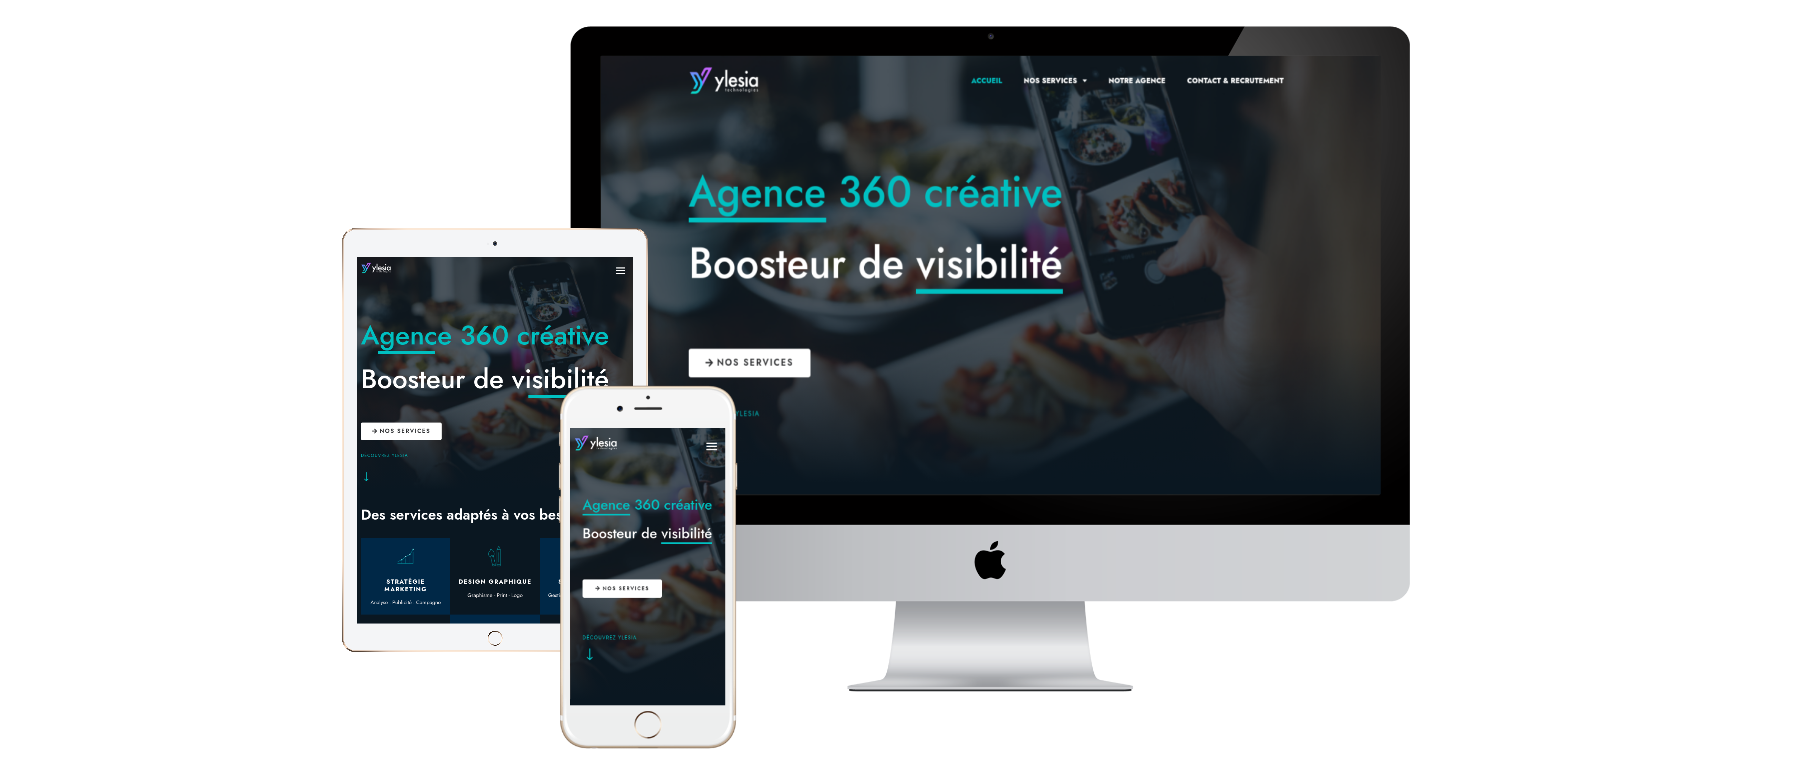 ylesia
technologies
ACCUEIL
NOS SERVICES
NOTRE AGENCE
CONTACT & RECRUTEMENT
Agence 360 créative
Boosteur de visibilité
→ NOS SERVICES
YLESIA
ylesia
Agence 360 créative
Boosteur de visibilité
→ NOS SERVICES
DÉCOUVREZ YLESIA
↓
Des services adaptés à vos bes
STRATÉGIE
MARKETING
Analyse · Publicité · Campagne
DESIGN GRAPHIQUE
Graphisme · Print · Logo
ylesia
technologies
Agence 360 créative
Boosteur de visibilité
→ NOS SERVICES
DÉCOUVREZ YLESIA
↓